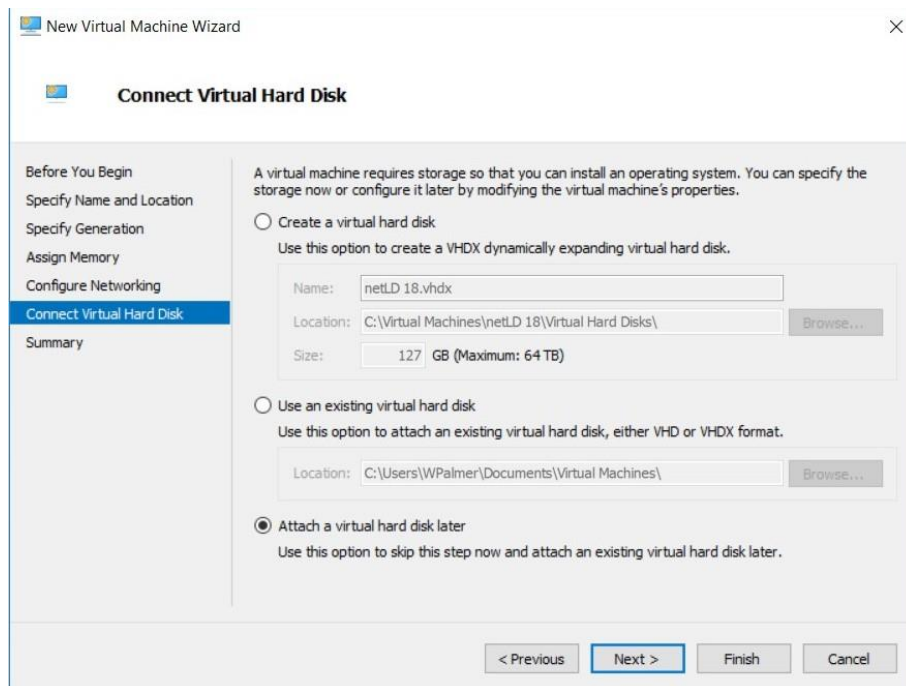 New Virtual Machine Wizard
Connect Virtual Hard Disk
Before You Begin
Specify Name and Location
Specify Generation
Assign Memory
Configure Networking
Connect Virtual Hard Disk
Summary
A virtual machine requires storage so that you can install an operating system. You can specify the
storage now or configure it later by modifying the virtual machine's properties.
Create a virtual hard disk
Use this option to create a VHDX dynamically expanding virtual hard disk.
Name: netLD 18.vhdx
Location: C:\Virtual Machines\netLD 18\Virtual Hard Disks\ Browse...
Size: 127 GB (Maximum: 64 TB)
Use an existing virtual hard disk
Use this option to attach an existing virtual hard disk, either VHD or VHDX format.
Location: C:\Users\WPalmer\Documents\Virtual Machines\ Browse...
Attach a virtual hard disk later
Use this option to skip this step now and attach an existing virtual hard disk later.
< Previous Next > Finish Cancel